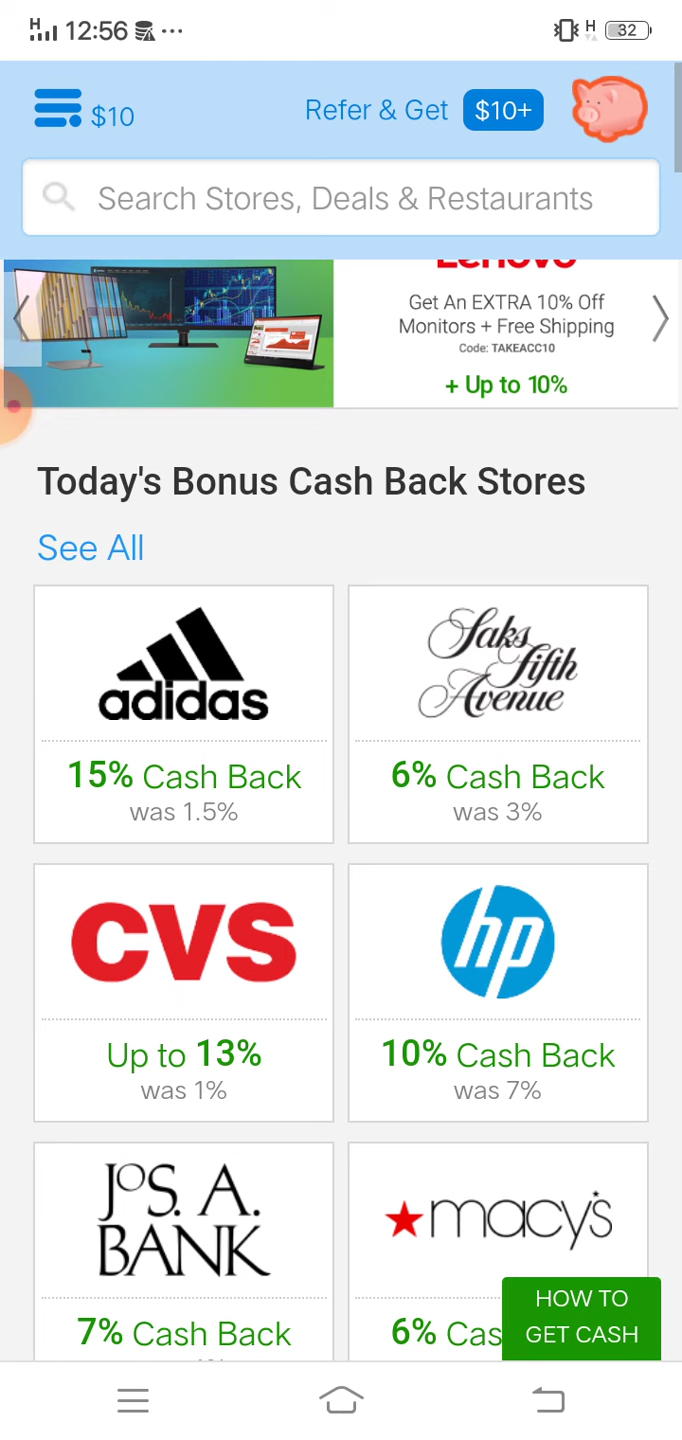 H 12:56 ... H 32
$10 Refer & Get $10+
Search Stores, Deals & Restaurants
Lenovo
Get An EXTRA 10% Off
Monitors + Free Shipping
Code: TAKEACC10
+ Up to 10%
Today's Bonus Cash Back Stores
See All
adidas
15% Cash Back
was 1.5%
Saks
fifth
Avenue
6% Cash Back
was 3%
CVS
Up to 13%
was 1%
hp
10% Cash Back
was 7%
JoS. A.
BANK
7% Cash Back
macy's
6% Cas
HOW TO
GET CASH